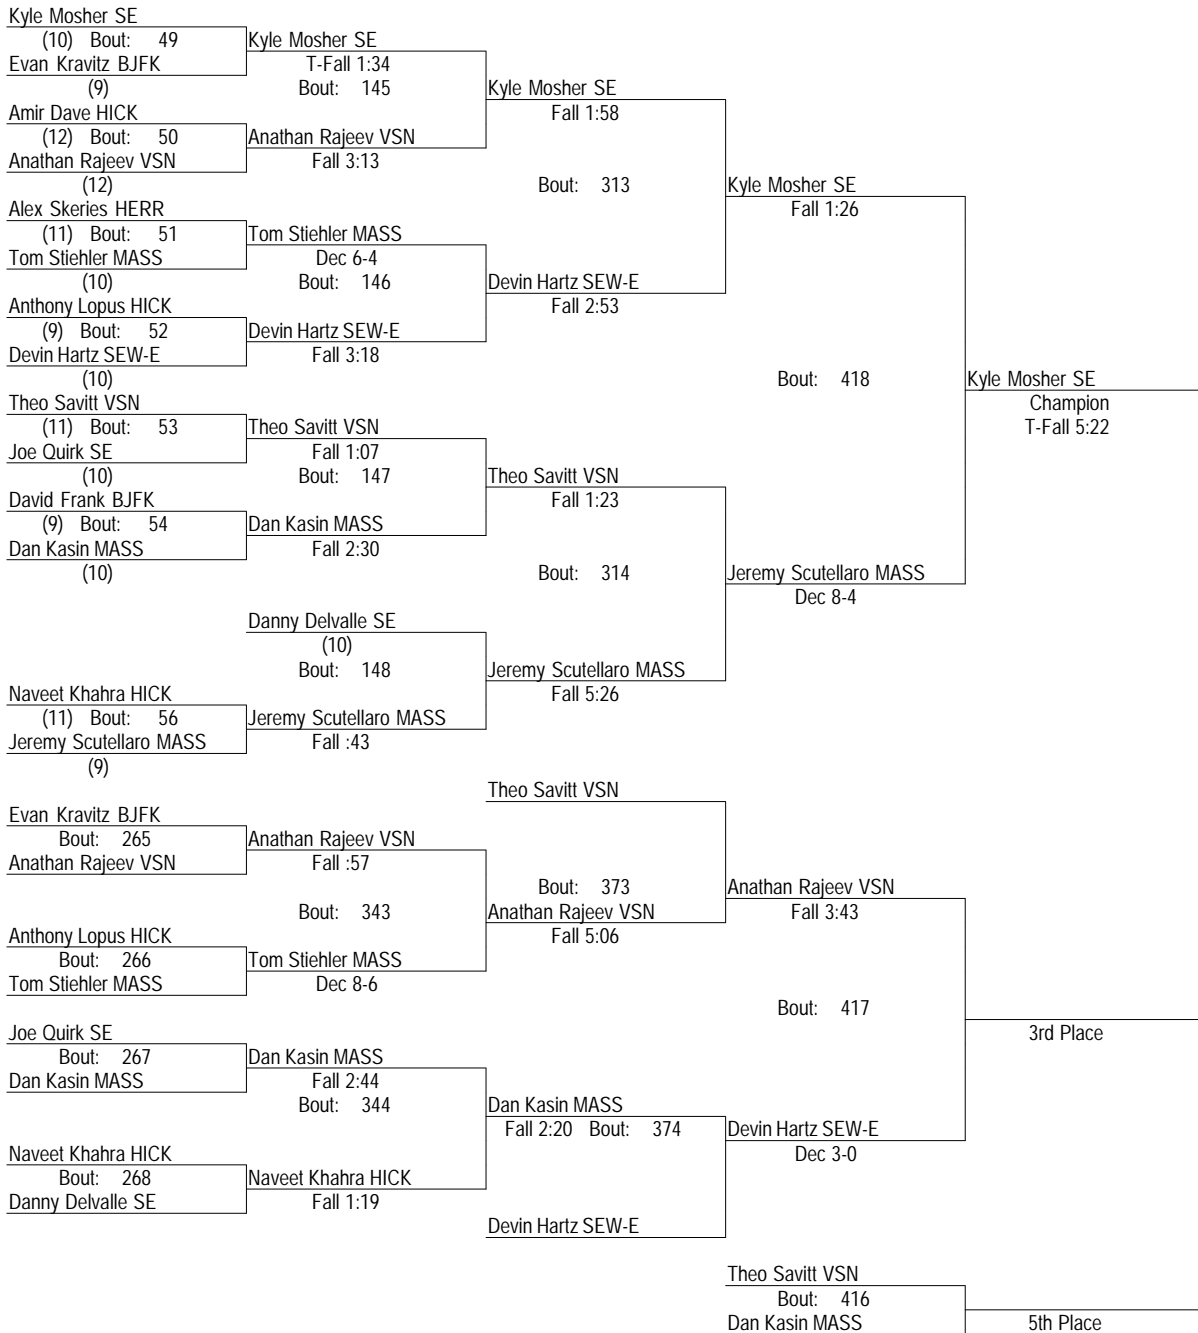 Kyle Mosher SE
(10) Bout: 49 Kyle Mosher SE
Evan Kravitz BJFK T-Fall 1:34
(9) Bout: 145 Kyle Mosher SE
Amir Dave HICK Fall 1:58
(12) Bout: 50 Anathan Rajeev VSN
Anathan Rajeev VSN Fall 3:13
(12) Bout: 313 Kyle Mosher SE
Alex Skeries HERR Fall 1:26
(11) Bout: 51 Tom Stiehler MASS
Tom Stiehler MASS Dec 6-4
(10) Bout: 146 Devin Hartz SEW-E
Anthony Lopus HICK Fall 2:53
(9) Bout: 52 Devin Hartz SEW-E
Devin Hartz SEW-E Fall 3:18
(10) Bout: 418 Kyle Mosher SE
Theo Savitt VSN Champion
(11) Bout: 53 Theo Savitt VSN T-Fall 5:22
Joe Quirk SE Fall 1:07
(10) Bout: 147 Theo Savitt VSN
David Frank BJFK Fall 1:23
(9) Bout: 54 Dan Kasin MASS
Dan Kasin MASS Fall 2:30
(10) Bout: 314 Jeremy Scutellaro MASS
Dec 8-4
Danny Delvalle SE
(10)
Bout: 148 Jeremy Scutellaro MASS
Naveet Khahra HICK Fall 5:26
(11) Bout: 56 Jeremy Scutellaro MASS
Jeremy Scutellaro MASS Fall :43
(9)
Theo Savitt VSN
Evan Kravitz BJFK
Bout: 265 Anathan Rajeev VSN
Anathan Rajeev VSN Fall :57
Bout: 373 Anathan Rajeev VSN
Bout: 343 Anathan Rajeev VSN Fall 3:43
Anthony Lopus HICK Fall 5:06
Bout: 266 Tom Stiehler MASS
Tom Stiehler MASS Dec 8-6
Bout: 417
Joe Quirk SE 3rd Place
Bout: 267 Dan Kasin MASS
Dan Kasin MASS Fall 2:44
Bout: 344 Dan Kasin MASS
Fall 2:20 Bout: 374 Devin Hartz SEW-E
Naveet Khahra HICK Dec 3-0
Bout: 268 Naveet Khahra HICK
Danny Delvalle SE Fall 1:19
Devin Hartz SEW-E
Theo Savitt VSN
Bout: 416
Dan Kasin MASS 5th Place